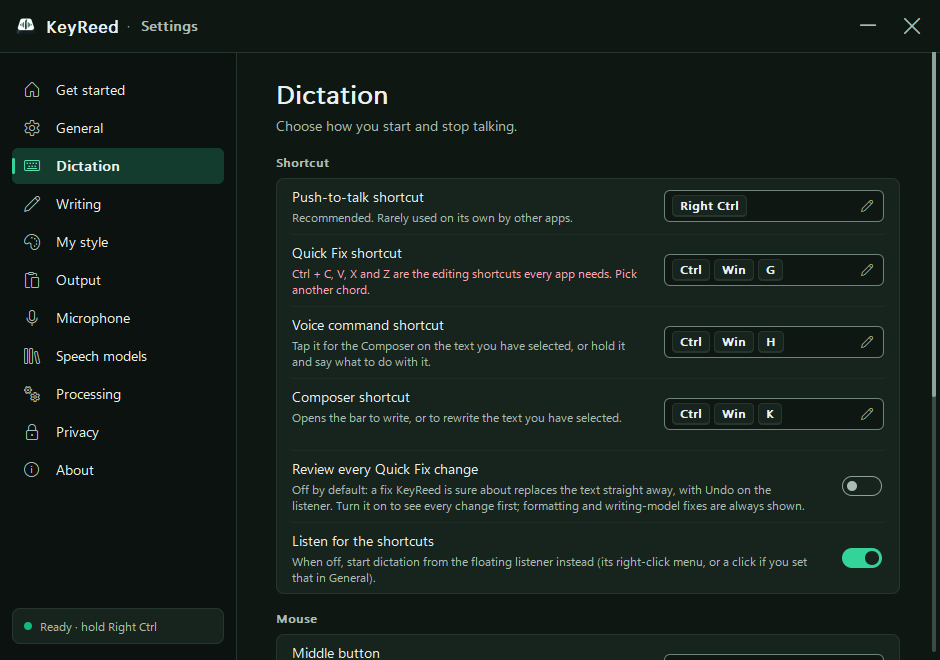 KeyReed · Settings
Get started
General
Dictation
Writing
My style
Output
Microphone
Speech models
Processing
Privacy
About
Ready · hold Right Ctrl
Dictation
Choose how you start and stop talking.
Shortcut
Push-to-talk shortcut
Recommended. Rarely used on its own by other apps.
Right Ctrl
Quick Fix shortcut
Ctrl + C, V, X and Z are the editing shortcuts every app needs. Pick
another chord.
Ctrl Win G
Voice command shortcut
Tap it for the Composer on the text you have selected, or hold it
and say what to do with it.
Ctrl Win H
Composer shortcut
Opens the bar to write, or to rewrite the text you have selected.
Ctrl Win K
Review every Quick Fix change
Off by default: a fix KeyReed is sure about replaces the text straight away, with Undo on the
listener. Turn it on to see every change first; formatting and writing-model fixes are always shown.
Listen for the shortcuts
When off, start dictation from the floating listener instead (its right-click menu, or a click if you set
that in General).
Mouse
Middle button